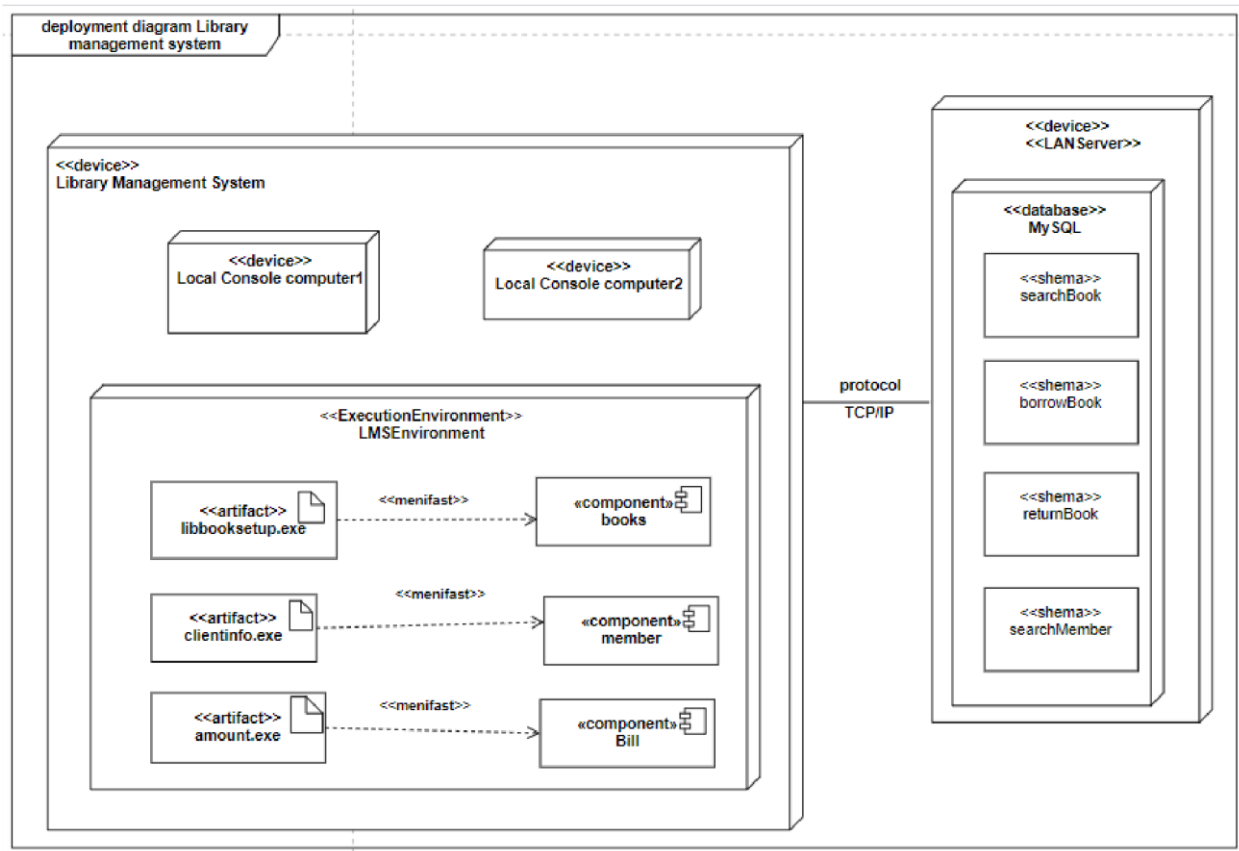 deployment diagram Library
management system
<<device>>
Library Management System
<<device>>
Local Console computer1
<<device>>
Local Console computer2
<<ExecutionEnvironment>>
LMSEnvironment
<<artifact>>
libbooksetup.exe
<<menifast>>
«component»
books
<<artifact>>
clientinfo.exe
<<menifast>>
«component»
member
<<artifact>>
amount.exe
<<menifast>>
«component»
Bill
protocol
TCP/IP
<<device>>
<<LANServer>>
<<database>>
MySQL
<<shema>>
searchBook
<<shema>>
borrowBook
<<shema>>
returnBook
<<shema>>
searchMember